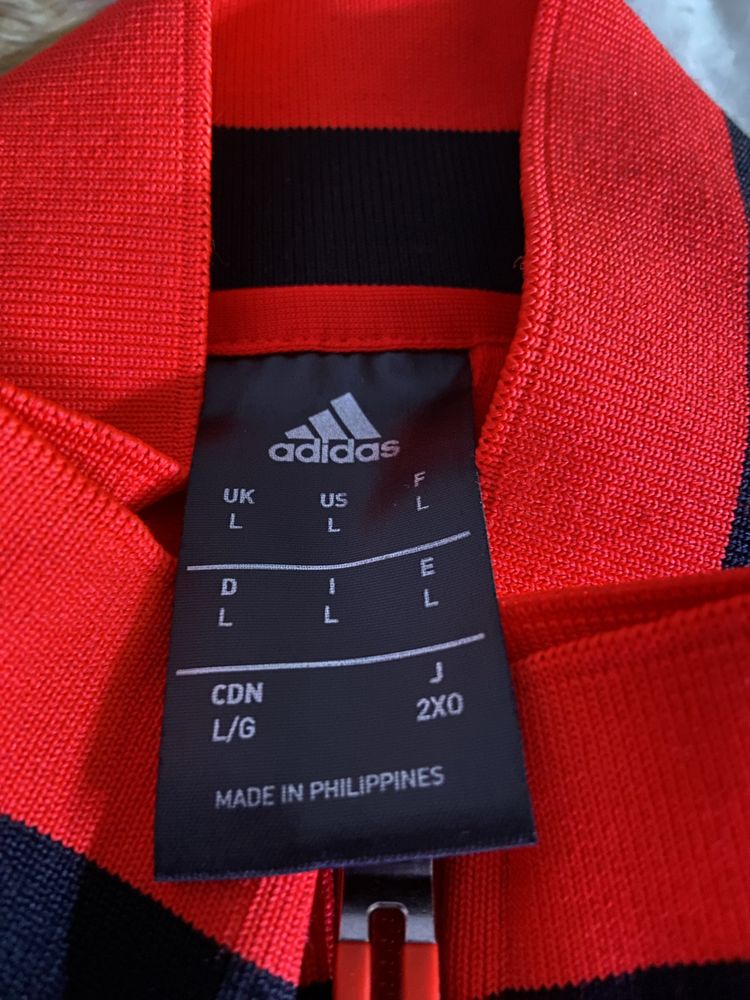 adidas
UK US F
L L L
D I E
L L L
CDN J
L/G 2XO
MADE IN PHILIPPINES